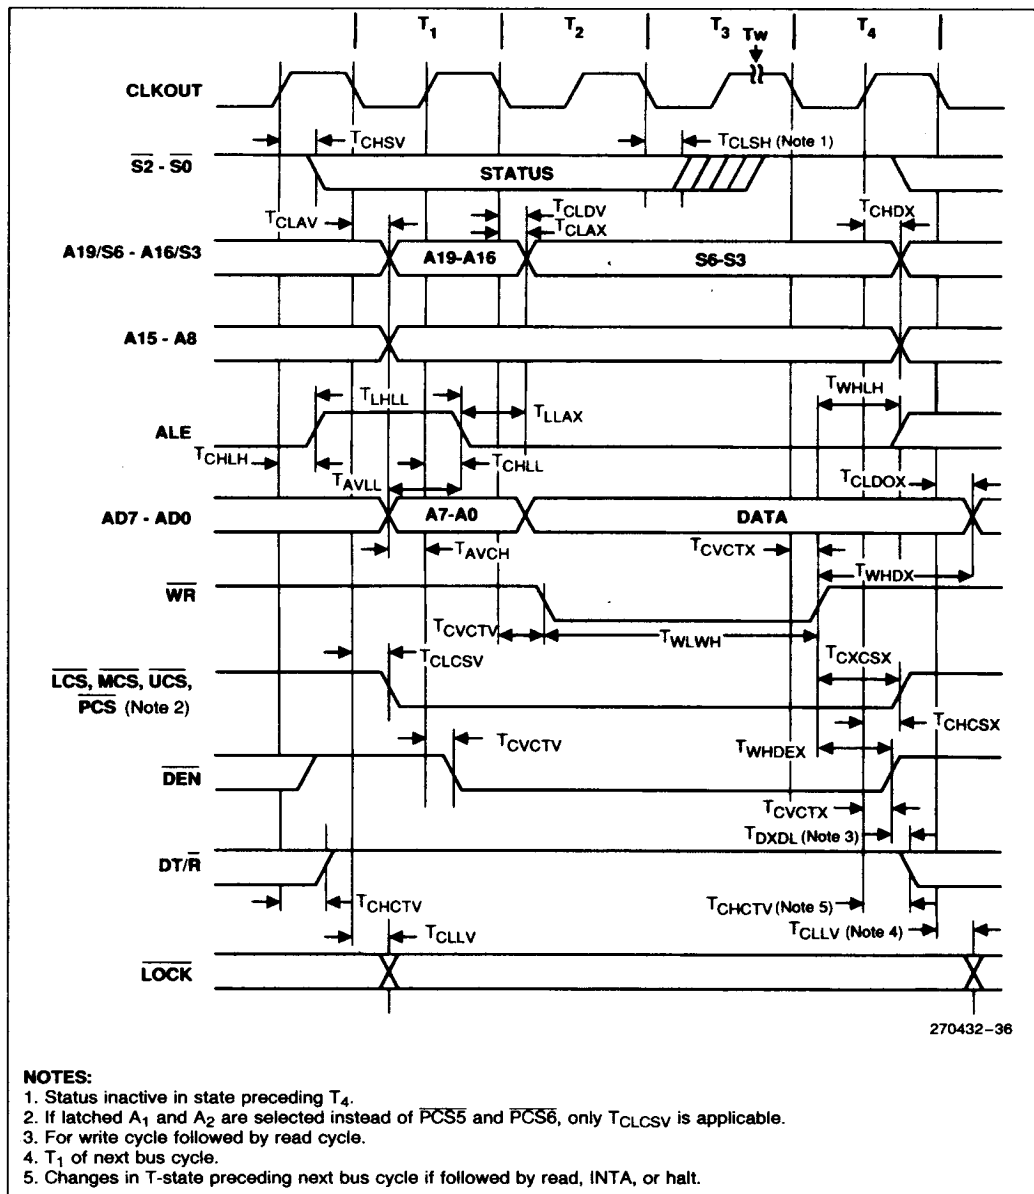 T1 T2 T3 Tw T4
CLKOUT
TCHSV TCLSH (Note 1)
S2 - S0 STATUS
TCLAV TCLDV TCHDX
TCLAX
A19/S6 - A16/S3 A19-A16 S6-S3
A15 - A8
TLHLL TWHLH
TLLAX
ALE
TCHLH TCHLL
TAVLL TCLDOX
AD7 - AD0 A7-A0 DATA
TAVCH TCVCTX
TWHDX
WR
TCVCTV TWLWH
TCLCSV TCXCSX
LCS, MCS, UCS,
PCS (Note 2)
TCHCSX
TCVCTV TWHDEX
DEN
TCVCTX
TDXDL (Note 3)
DT/R
TCHCTV TCHCTV (Note 5)
TCLLV TCLLV (Note 4)
LOCK
270432-36
NOTES:
1. Status inactive in state preceding T4.
2. If latched A1 and A2 are selected instead of PCS5 and PCS6, only TCLCSV is applicable.
3. For write cycle followed by read cycle.
4. T1 of next bus cycle.
5. Changes in T-state preceding next bus cycle if followed by read, INTA, or halt.